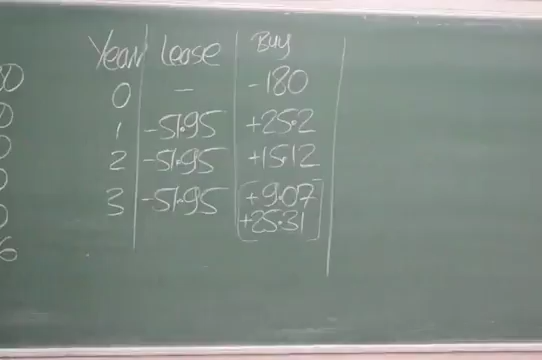 Year Lease Buy
0 — -180
1 -51.95 +25.2
2 -51.95 +15.12
3 -51.95 +9.07
+25.31